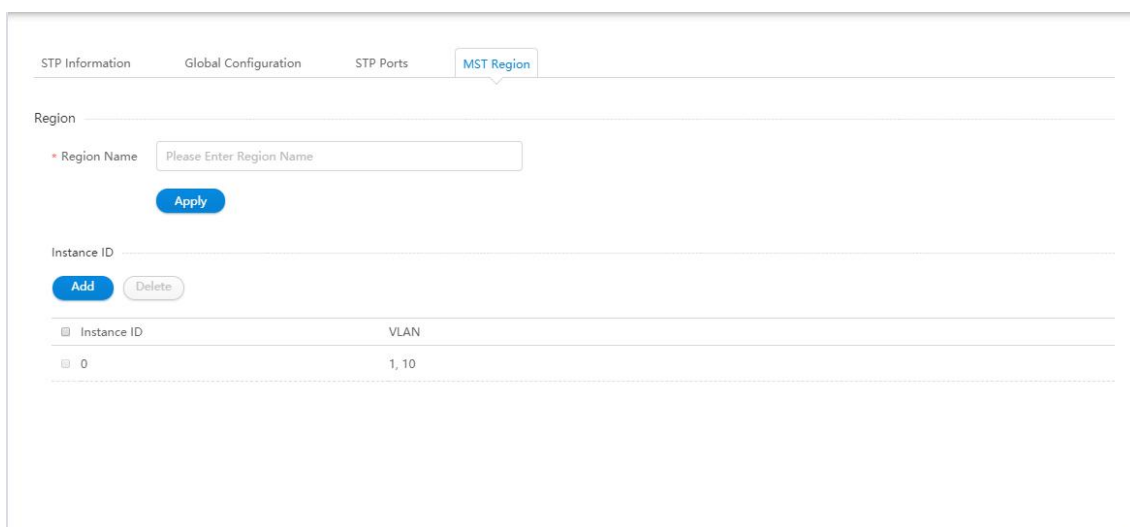 STP Information Global Configuration STP Ports MST Region
Region
* Region Name Please Enter Region Name
Apply
Instance ID
Add Delete
Instance ID VLAN
0 1, 10